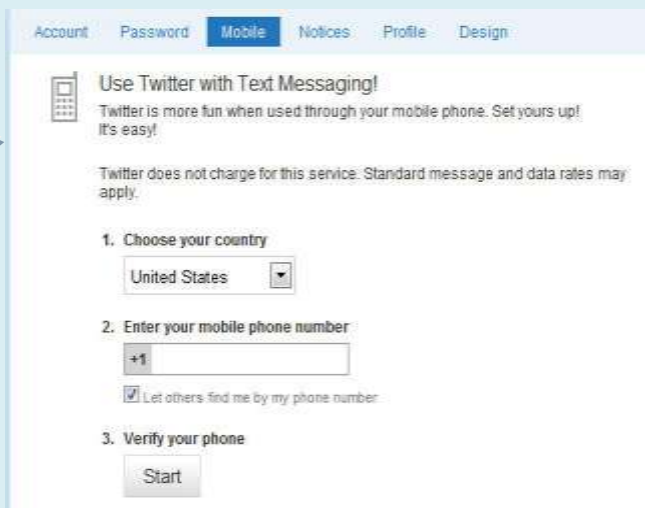 Account Password Mobile Notices Profile Design
Use Twitter with Text Messaging!
Twitter is more fun when used through your mobile phone. Set yours up!
It's easy!
Twitter does not charge for this service. Standard message and data rates may
apply.
1. Choose your country
United States
2. Enter your mobile phone number
+1
Let others find me by my phone number
3. Verify your phone
Start